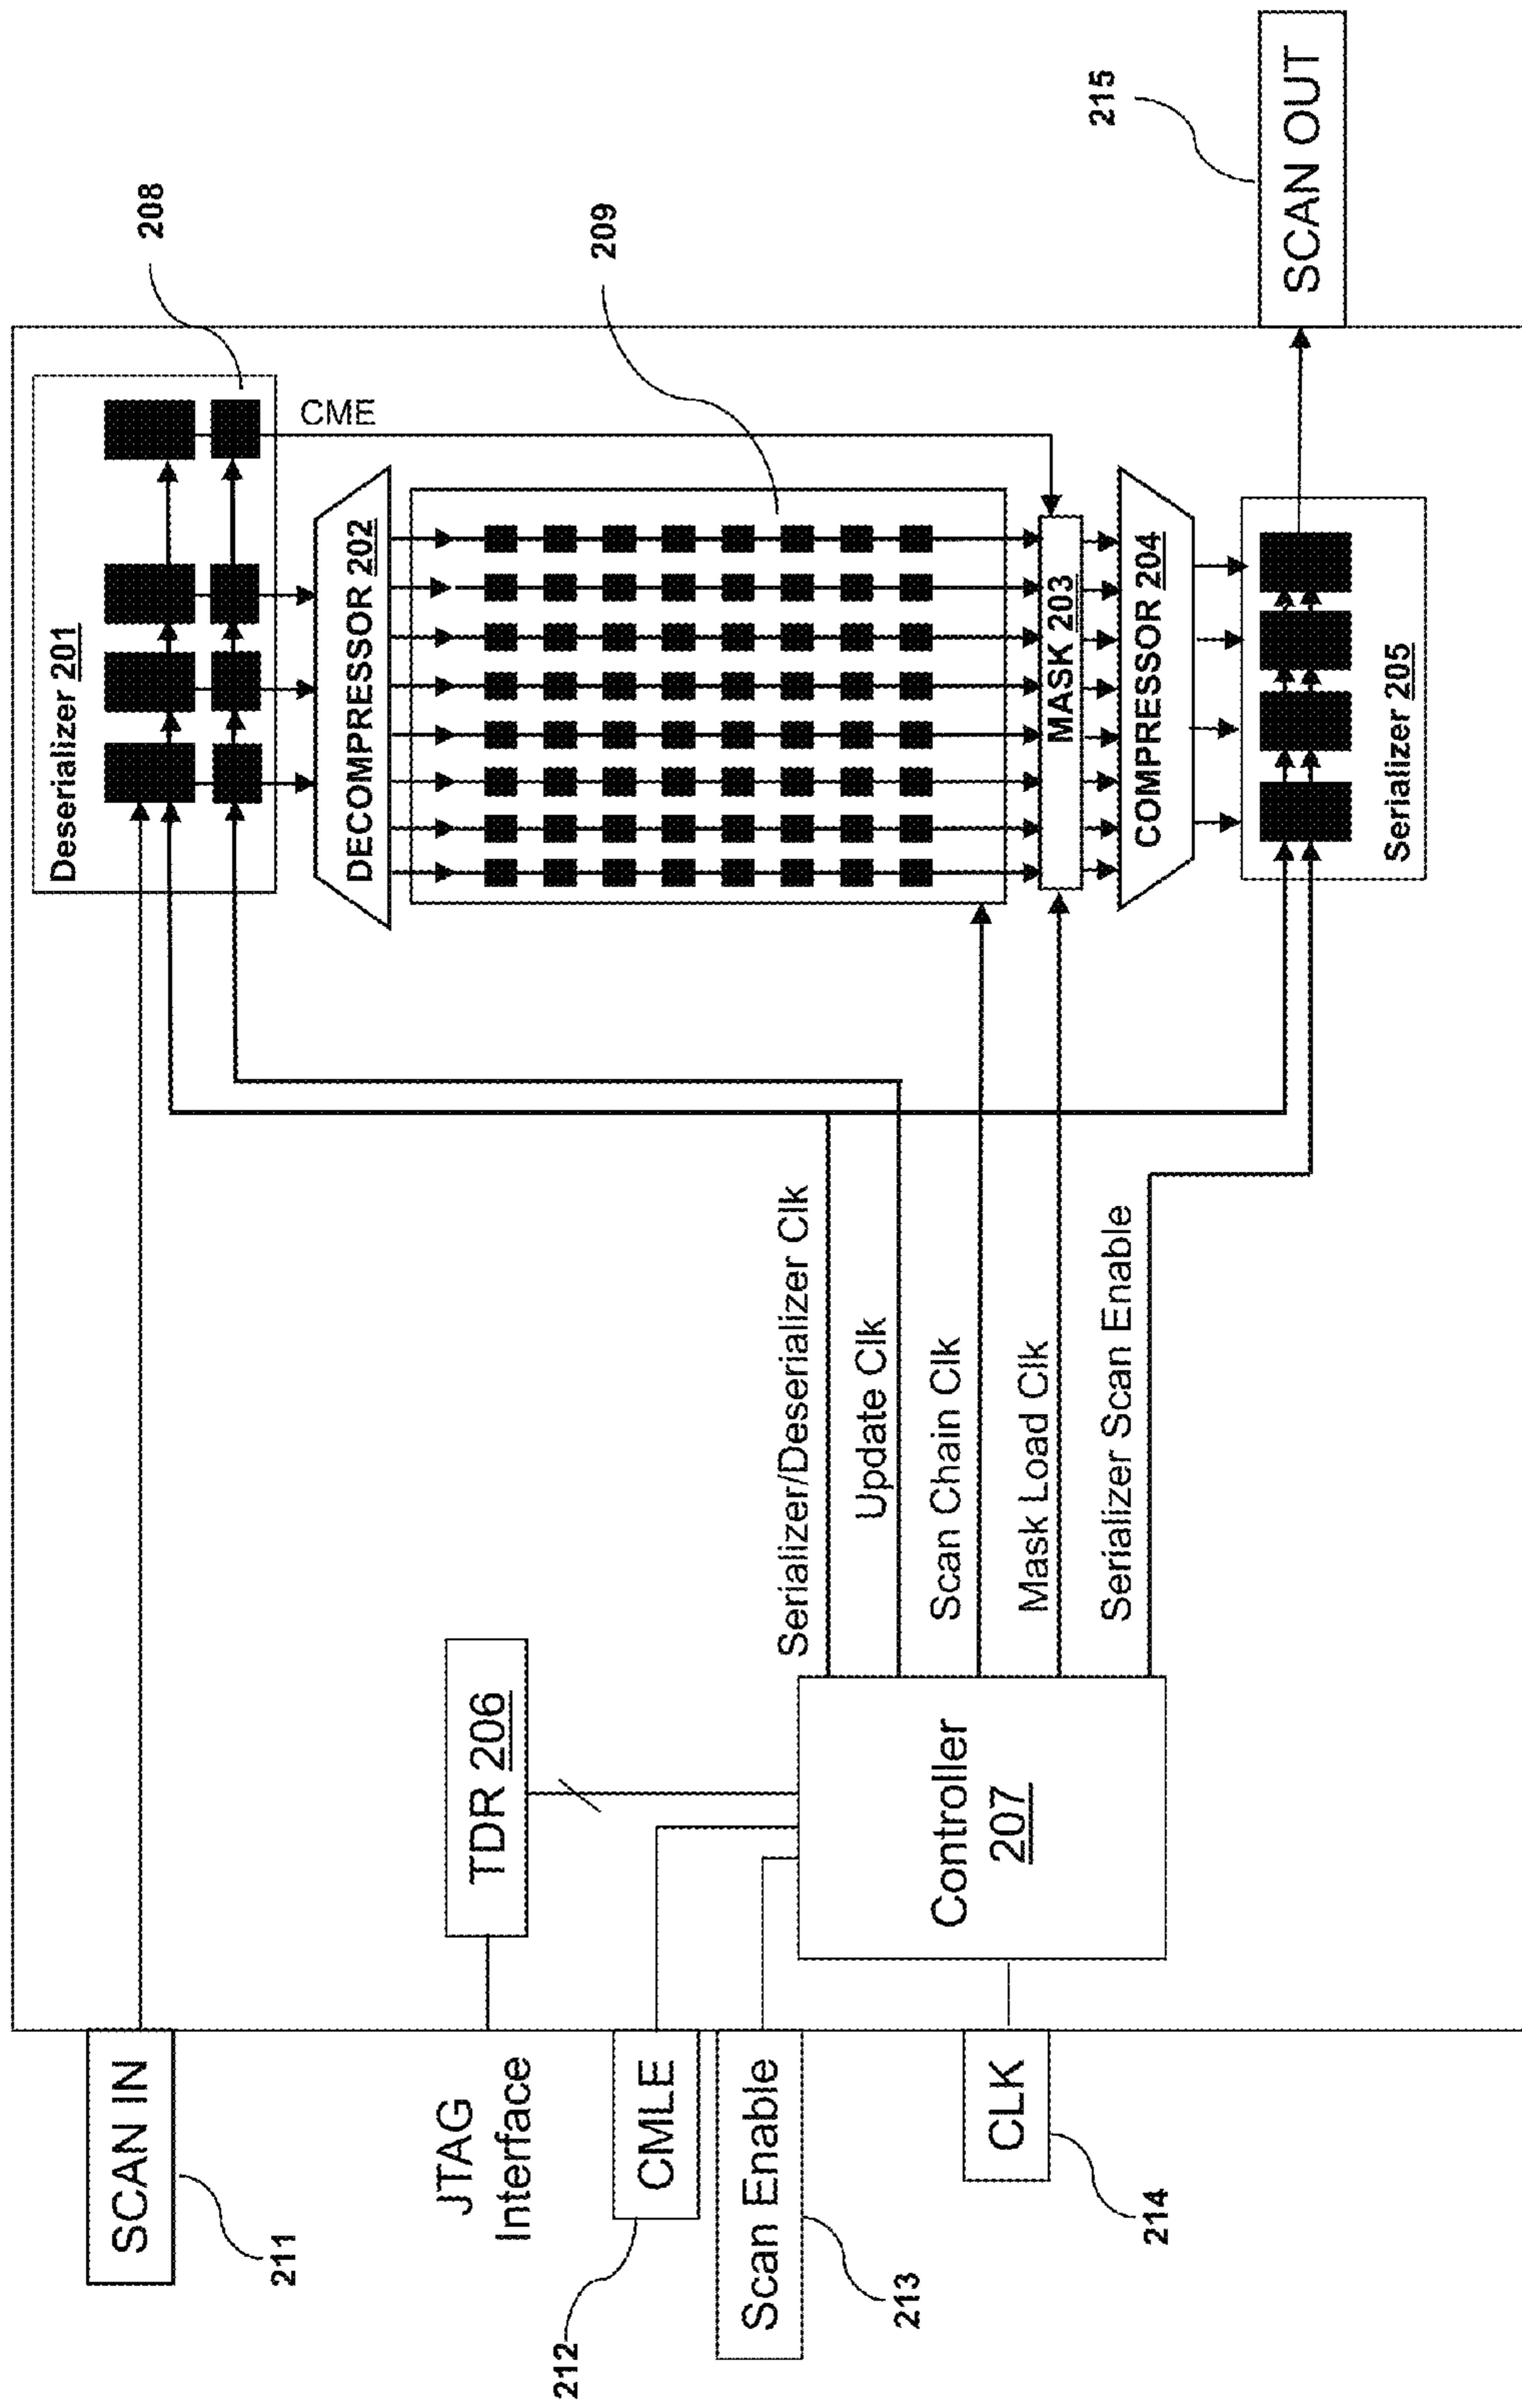 SCAN IN
211
JTAG
Interface
CMLE
212
Scan Enable
213
CLK
214
TDR 206
Controller
207
Serializer/Deserializer Clk
Update Clk
Scan Chain Clk
Mask Load Clk
Serializer Scan Enable
Deserializer 201
208
CME
DECOMPRESSOR 202
209
MASK 203
COMPRESSOR 204
Serializer 205
SCAN OUT
215